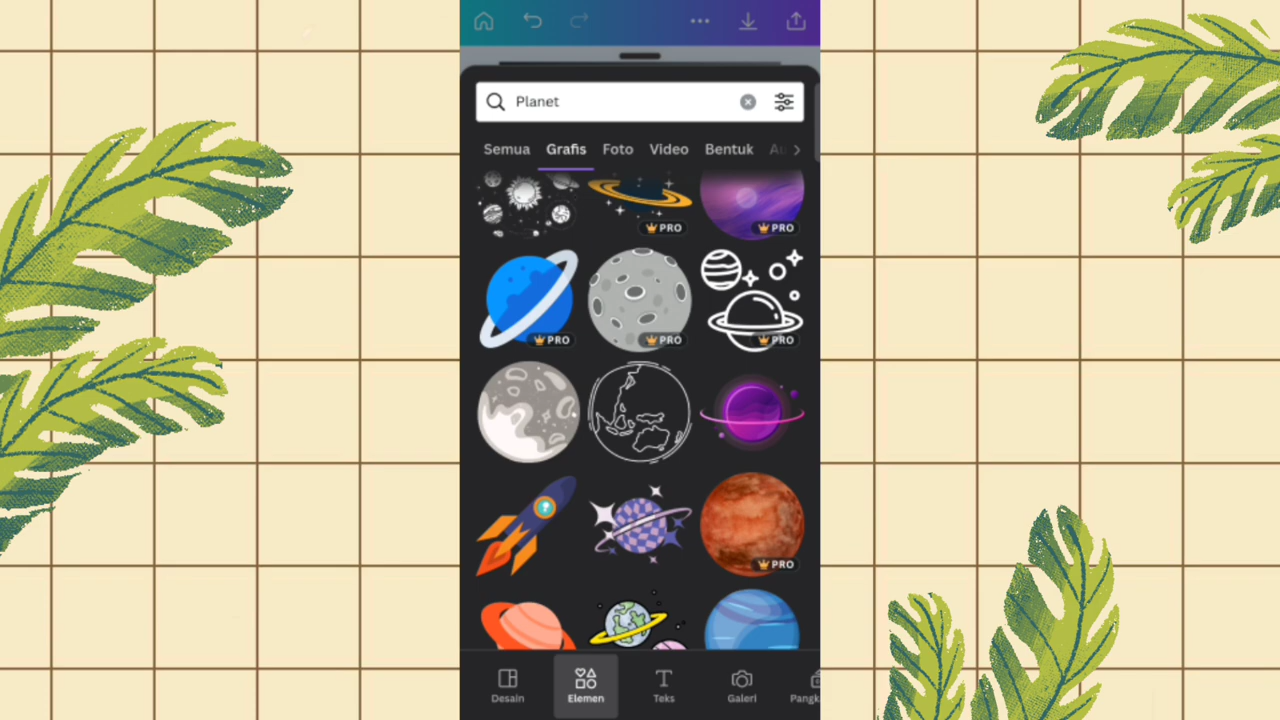 Planet
Semua Grafis Foto Video Bentuk
PRO PRO
PRO PRO PRO
PRO
Desain Elemen Teks Galeri